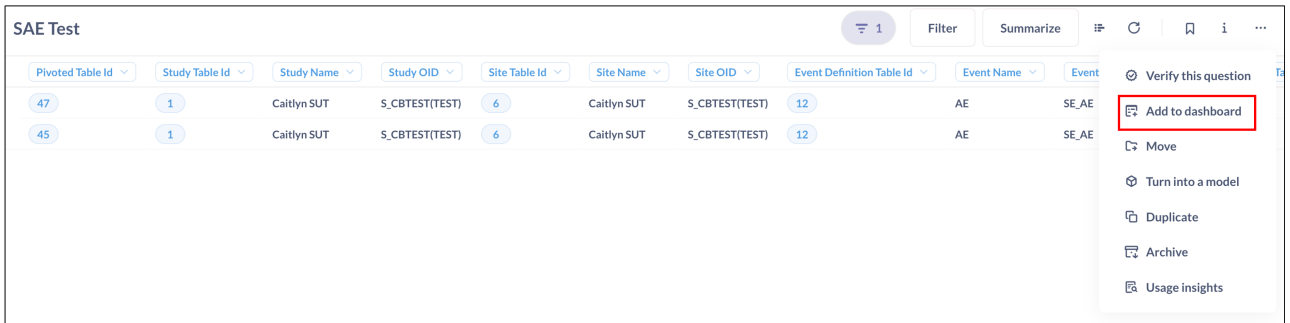 SAE Test
1
Filter
Summarize
i
...
Pivoted Table Id Study Table Id Study Name Study OID Site Table Id Site Name Site OID Event Definition Table Id Event Name Event
47 1 Caitlyn SUT S_CBTEST(TEST) 6 Caitlyn SUT S_CBTEST(TEST) 12 AE SE_AE
45 1 Caitlyn SUT S_CBTEST(TEST) 6 Caitlyn SUT S_CBTEST(TEST) 12 AE SE_AE
Verify this question
Add to dashboard
Move
Turn into a model
Duplicate
Archive
Usage insights